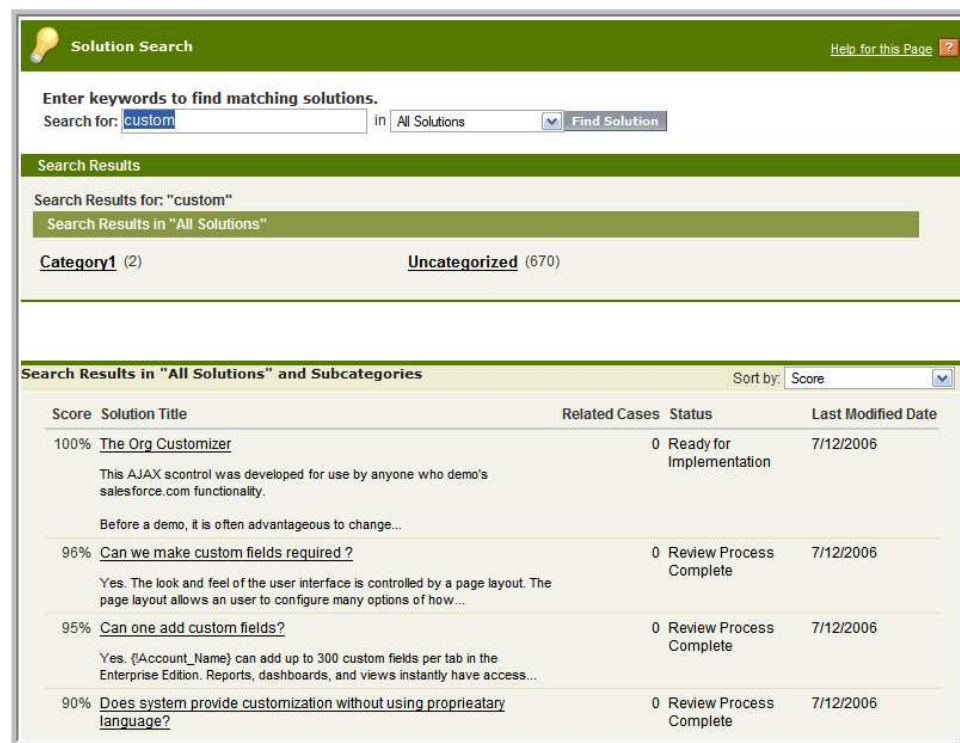 Solution Search
Help for this Page ?
Enter keywords to find matching solutions.
Search for: custom in All Solutions Find Solution
Search Results
Search Results for: "custom"
Search Results in "All Solutions"
Category1 (2) Uncategorized (670)
Search Results in "All Solutions" and Subcategories Sort by: Score
Score Solution Title Related Cases Status Last Modified Date
100% The Org Customizer 0 Ready for 7/12/2006
Implementation
This AJAX scontrol was developed for use by anyone who demo's
salesforce.com functionality.
Before a demo, it is often advantageous to change...
96% Can we make custom fields required ? 0 Review Process 7/12/2006
Complete
Yes. The look and feel of the user interface is controlled by a page layout. The
page layout allows an user to configure many options of how...
95% Can one add custom fields? 0 Review Process 7/12/2006
Complete
Yes. {!Account_Name} can add up to 300 custom fields per tab in the
Enterprise Edition. Reports, dashboards, and views instantly have access...
90% Does system provide customization without using proprieatary 0 Review Process 7/12/2006
language? Complete